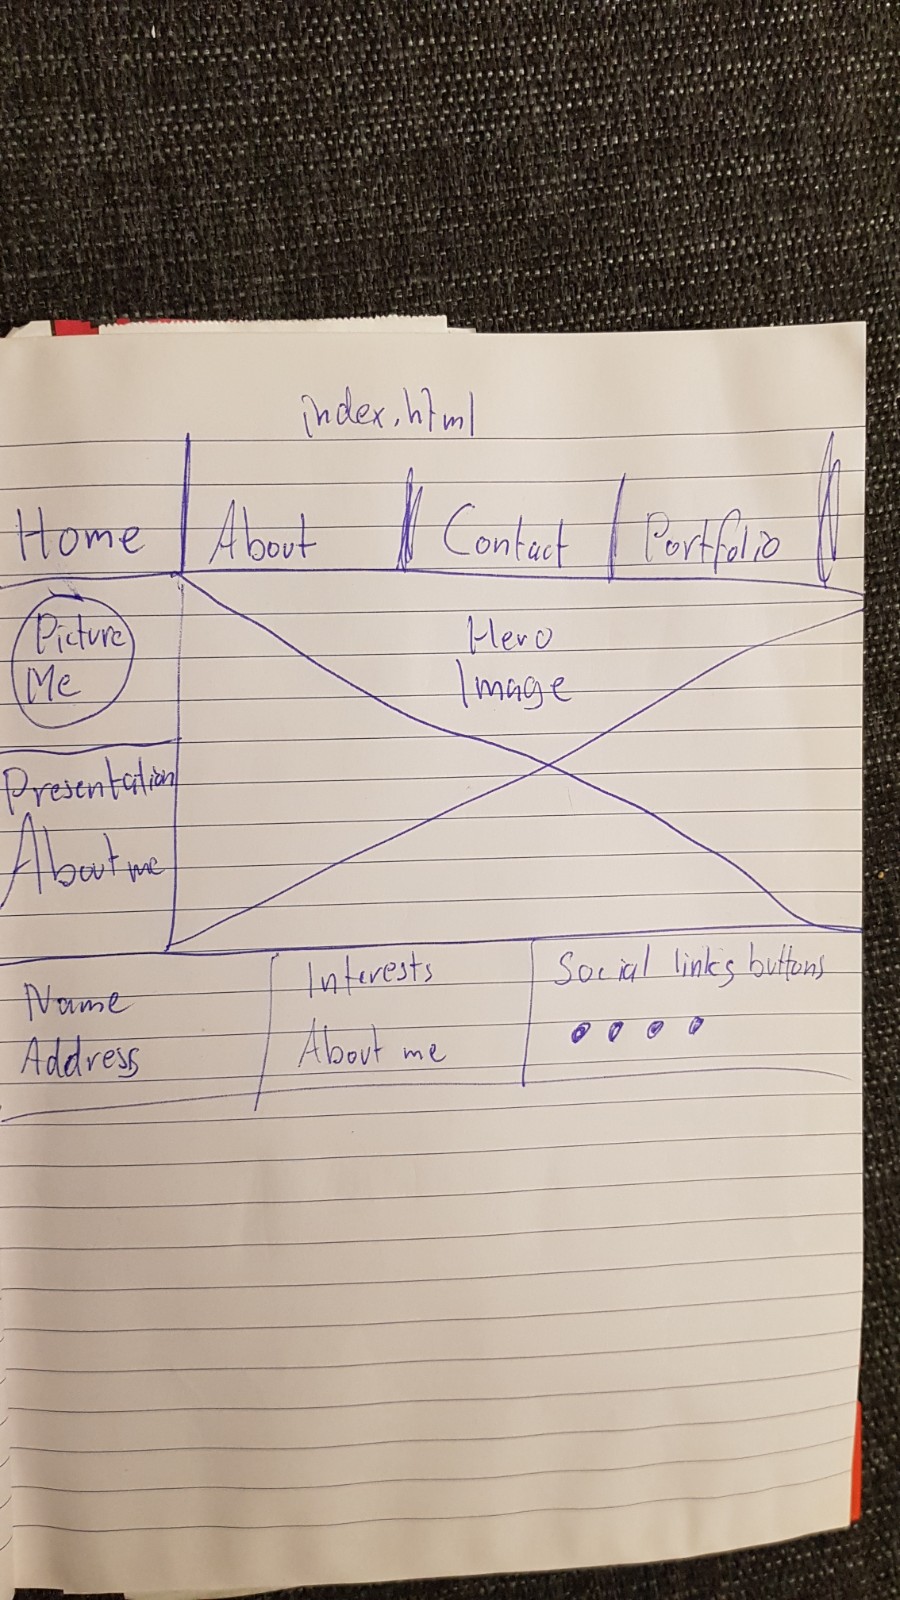 index.html
Home About Contact Portfolio
Picture
Me
Hero
Image
Presentation
About me
Name
Address
Interests
About me
Social links buttons